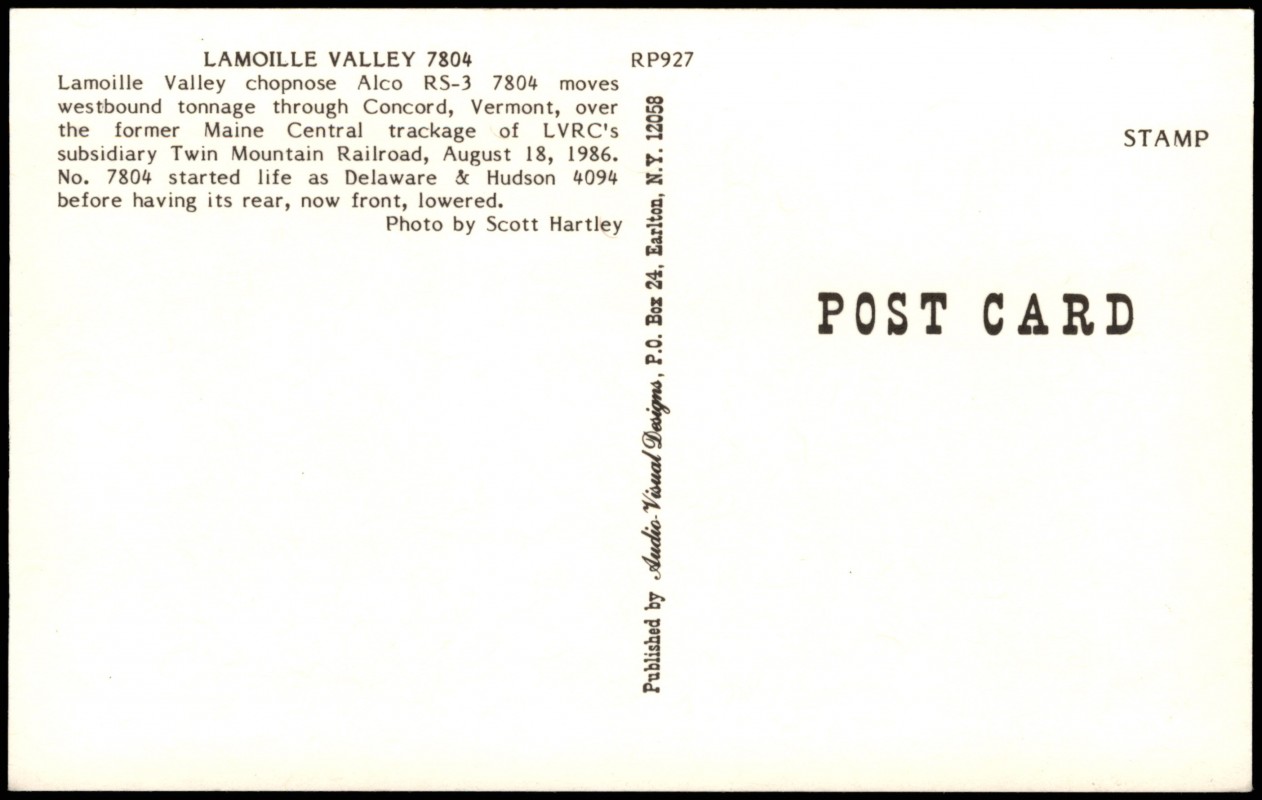 LAMOILLE VALLEY 7804
Lamoille Valley chopnose Alco RS-3 7804 moves
westbound tonnage through Concord, Vermont, over
the former Maine Central trackage of LVRC's
subsidiary Twin Mountain Railroad, August 18, 1986.
No. 7804 started life as Delaware & Hudson 4094
before having its rear, now front, lowered.
Photo by Scott Hartley
RP927
Published by Audio-Visual Designs, P.O. Box 24, Earlton, N.Y. 12058
STAMP
POST CARD